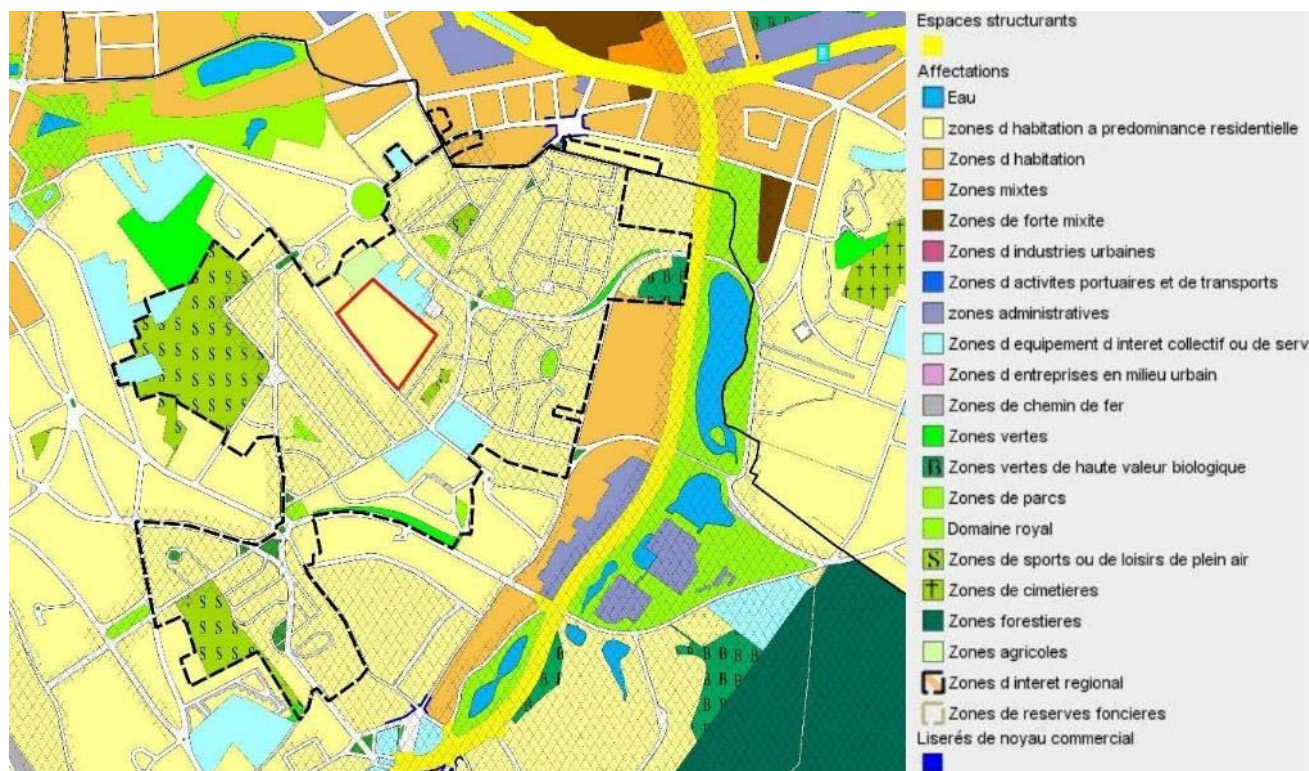 Espaces structurants
Affectations
Eau
zones d habitation a predominance residentielle
Zones d habitation
Zones mixtes
Zones de forte mixite
Zones d industries urbaines
Zones d activites portuaires et de transports
zones administratives
Zones d equipement d interet collectif ou de serv
Zones d entreprises en milieu urbain
Zones de chemin de fer
Zones vertes
B Zones vertes de haute valeur biologique
Zones de parcs
Domaine royal
S Zones de sports ou de loisirs de plein air
Zones de cimetieres
Zones forestieres
Zones agricoles
Zones d interet regional
Zones de reserves foncieres
Liserés de noyau commercial